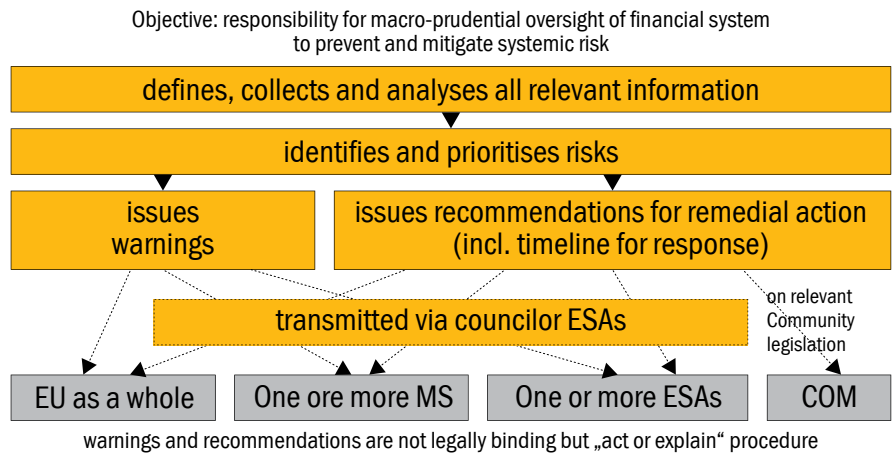 Objective: responsibility for macro-prudential oversight of financial system
to prevent and mitigate systemic risk
defines, collects and analyses all relevant information
identifies and prioritises risks
issues
warnings
issues recommendations for remedial action
(incl. timeline for response)
transmitted via councilor ESAs
on relevant
Community
legislation
EU as a whole
One ore more MS
One or more ESAs
COM
warnings and recommendations are not legally binding but „act or explain“ procedure